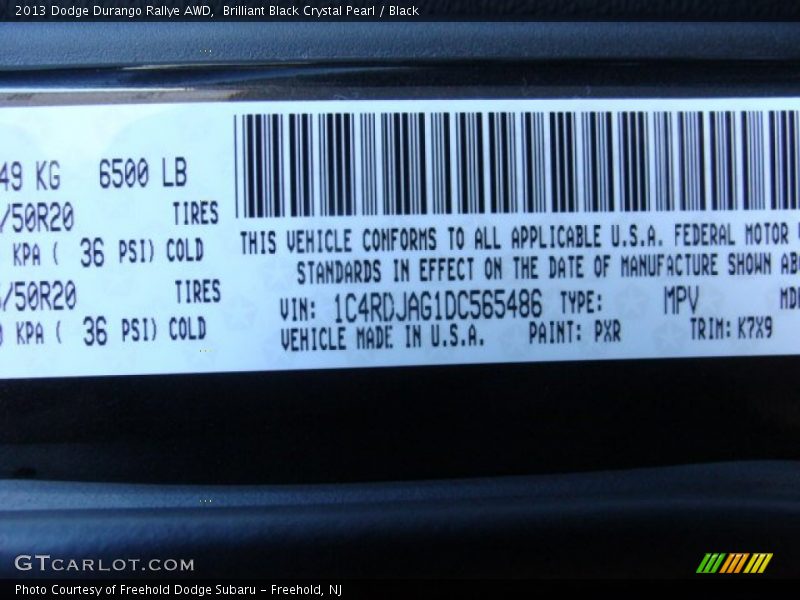 2013 Dodge Durango Rallye AWD,  Brilliant Black Crystal Pearl / Black
49 KG 6500 LB
/50R20 TIRES
KPA ( 36 PSI) COLD
/50R20 TIRES
KPA ( 36 PSI) COLD
THIS VEHICLE CONFORMS TO ALL APPLICABLE U.S.A. FEDERAL MOTOR
STANDARDS IN EFFECT ON THE DATE OF MANUFACTURE SHOWN AB
VIN: 1C4RDJAG1DC565486 TYPE: MPV MD
VEHICLE MADE IN U.S.A. PAINT: PXR TRIM: K7X9
GTCARLOT.COM
Photo Courtesy of Freehold Dodge Subaru - Freehold, NJ